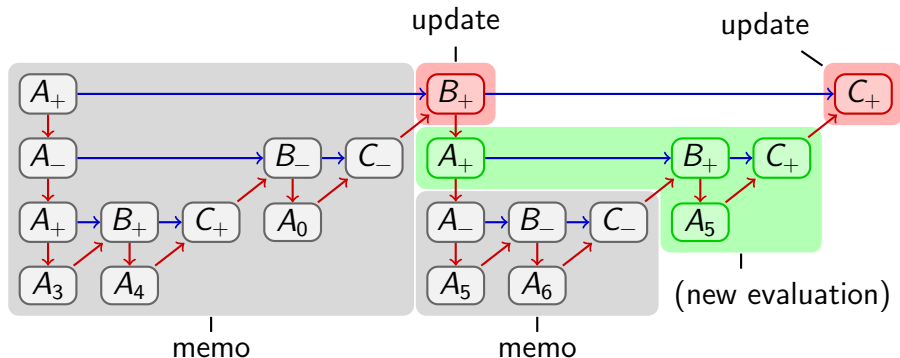 update
update
A₊ B₊ C₊
A₋ B₋ C₋ A₊ B₊ C₊
A₊ B₊ C₊ A₀ A₋ B₋ C₋ A₅
A₃ A₄ A₅ A₆
(new evaluation)
memo memo